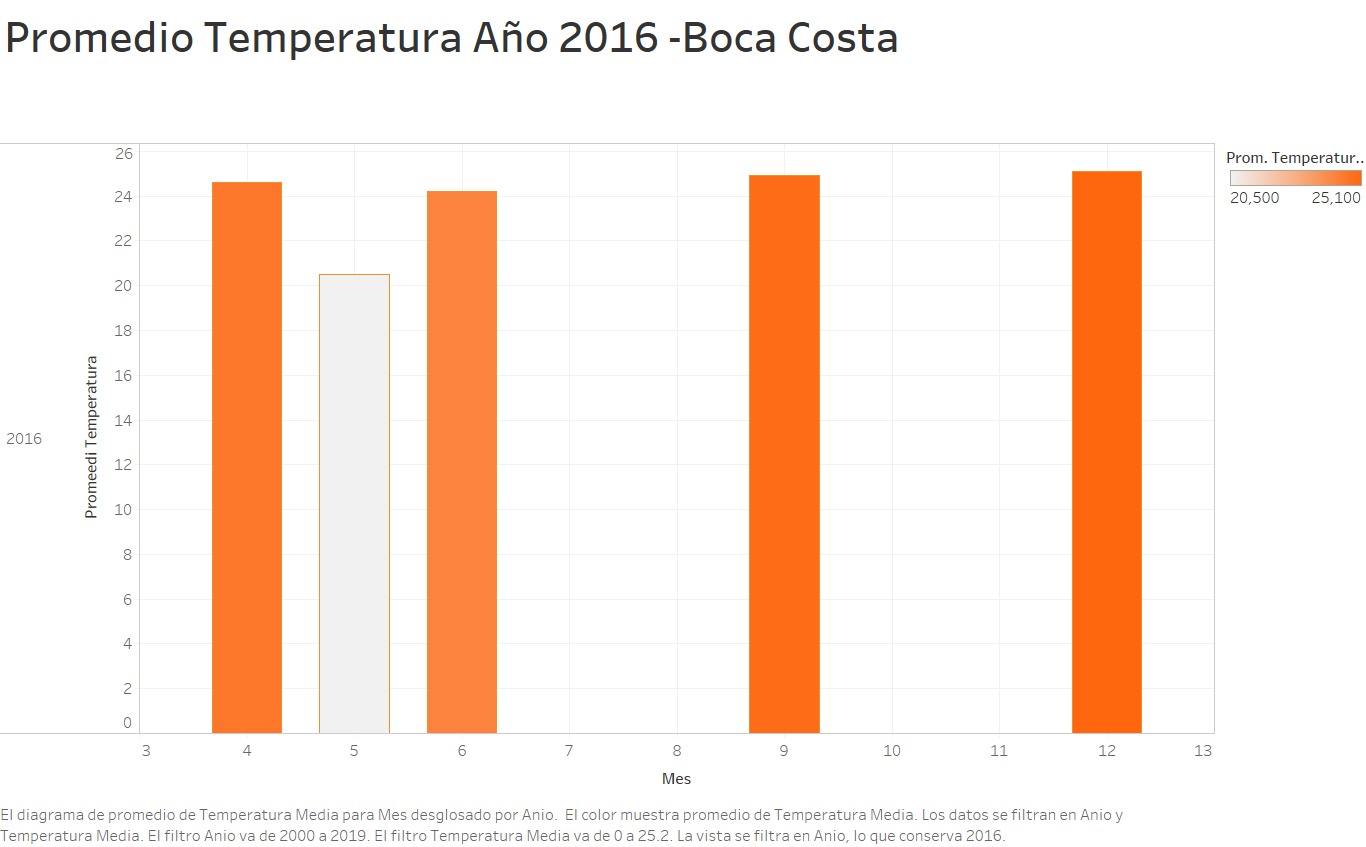 Promedio Temperatura Año 2016 -Boca Costa
Prom. Temperatur..
20,500 25,100
26
24
22
20
18
16
14
12
10
8
6
4
2
0
2016
Promeedi Temperatura
3 4 5 6 7 8 9 10 11 12 13
Mes
El diagrama de promedio de Temperatura Media para Mes desglosado por Anio.  El color muestra promedio de Temperatura Media. Los datos se filtran en Anio y
Temperatura Media. El filtro Anio va de 2000 a 2019. El filtro Temperatura Media va de 0 a 25.2. La vista se filtra en Anio, lo que conserva 2016.